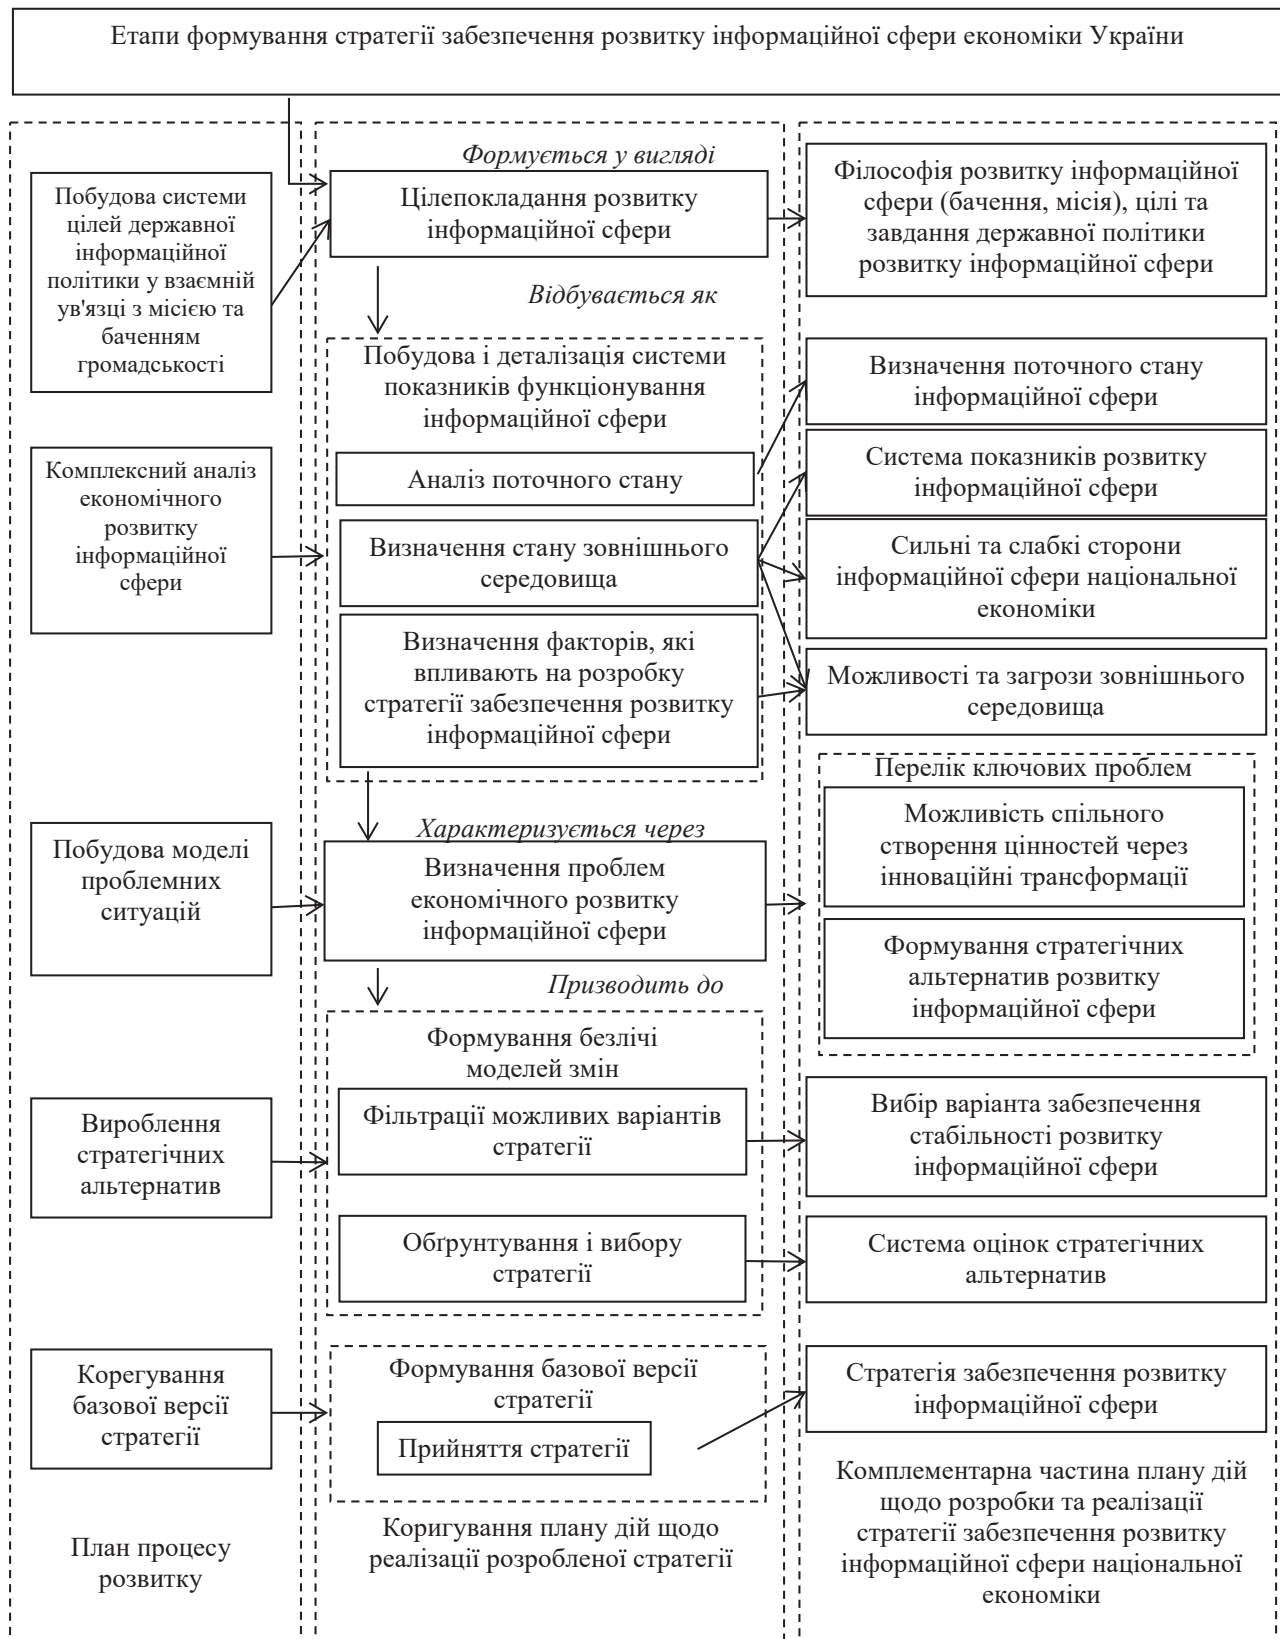 Етапи формування стратегії забезпечення розвитку інформаційної сфери економіки України
Побудова системи
цілей державної
інформаційної
політики у взаємній
ув'язці з місією та
баченням
громадськості
Комплексний аналіз
економічного
розвитку
інформаційної
сфери
Побудова моделі
проблемних
ситуацій
Вироблення
стратегічних
альтернатив
Корегування
базової версії
стратегії
План процесу
розвитку
Формується у вигляді
Цілепокладання розвитку
інформаційної сфери
Відбувається як
Побудова і деталізація системи
показників функціонування
інформаційної сфери
Аналіз поточного стану
Визначення стану зовнішнього
середовища
Визначення факторів, які
впливають на розробку
стратегії забезпечення розвитку
інформаційної сфери
Характеризується через
Визначення проблем
економічного розвитку
інформаційної сфери
Призводить до
Формування безлічі
моделей змін
Фільтрації можливих варіантів
стратегії
Обґрунтування і вибору
стратегії
Формування базової версії
стратегії
Прийняття стратегії
Коригування плану дій щодо
реалізації розробленої стратегії
Філософія розвитку інформаційної
сфери (бачення, місія), цілі та
завдання державної політики
розвитку інформаційної сфери
Визначення поточного стану
інформаційної сфери
Система показників розвитку
інформаційної сфери
Сильні та слабкі сторони
інформаційної сфери національної
економіки
Можливості та загрози зовнішнього
середовища
Перелік ключових проблем
Можливість спільного
створення цінностей через
інноваційні трансформації
Формування стратегічних
альтернатив розвитку
інформаційної сфери
Вибір варіанта забезпечення
стабільності розвитку
інформаційної сфери
Система оцінок стратегічних
альтернатив
Стратегія забезпечення розвитку
інформаційної сфери
Комплементарна частина плану дій
щодо розробки та реалізації
стратегії забезпечення розвитку
інформаційної сфери національної
економіки